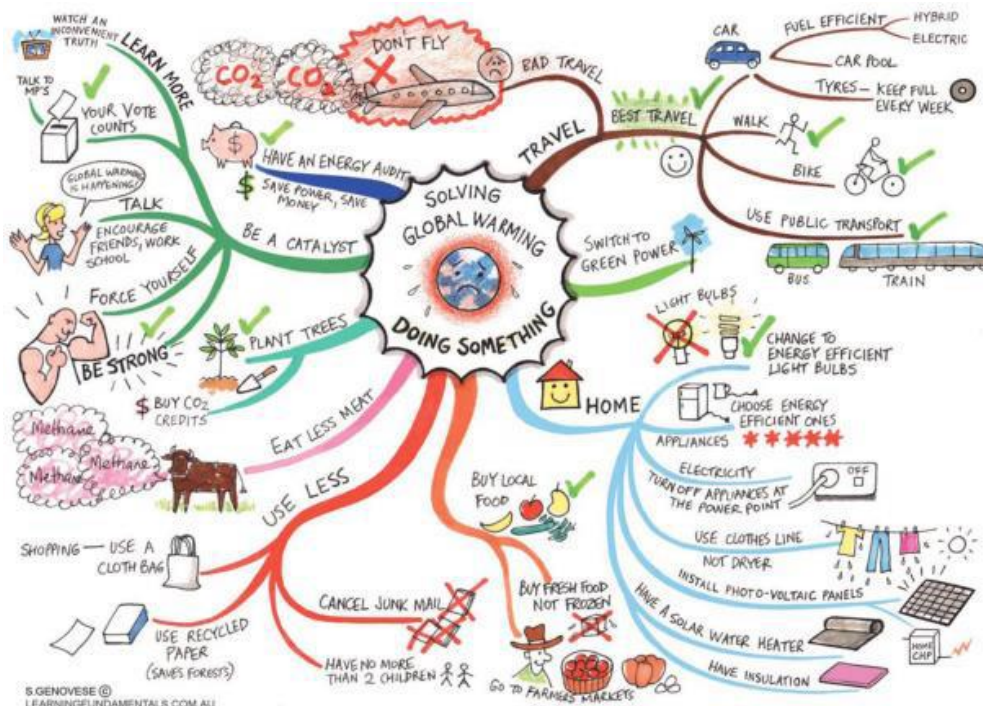 SOLVING
GLOBAL WARMING
DOING SOMETHING
TRAVEL
BAD TRAVEL
DON'T FLY
CO2
CO2
BEST TRAVEL
CAR
FUEL EFFICIENT
HYBRID
ELECTRIC
CAR POOL
TYRES — KEEP FULL
EVERY WEEK
WALK
BIKE
USE PUBLIC TRANSPORT
BUS
TRAIN
SWITCH TO
GREEN POWER
HOME
LIGHT BULBS
CHANGE TO
ENERGY EFFICIENT
LIGHT BULBS
APPLIANCES
CHOOSE ENERGY
EFFICIENT ONES
ELECTRICITY
TURN OFF APPLIANCES AT
THE POWER POINT
OFF
USE CLOTHES LINE
NOT DRYER
INSTALL PHOTO-VOLTAIC PANELS
HOME
CHP
HAVE A SOLAR WATER HEATER
HAVE INSULATION
BUY LOCAL
FOOD
BUY FRESH FOOD
NOT FROZEN
GO TO FARMERS MARKETS
USE LESS
SHOPPING — USE A
CLOTH BAG
USE RECYCLED
PAPER
(SAVES FORESTS)
CANCEL JUNK MAIL
HAVE NO MORE
THAN 2 CHILDREN
EAT LESS MEAT
Methane
Methane
Methane
PLANT TREES
$ BUY CO2
CREDITS
BE A CATALYST
LEARN MORE
WATCH AN
INCONVENIENT
TRUTH
TALK TO
MP'S
YOUR VOTE
COUNTS
TALK
GLOBAL WARMING
IS HAPPENING!
ENCOURAGE
FRIENDS, WORK
SCHOOL
FORCE YOURSELF
BE STRONG
HAVE AN ENERGY AUDIT
$
$ SAVE POWER, SAVE
MONEY
S.GENOVESE ©
LEARNINGFUNDAMENTALS.COM.AU